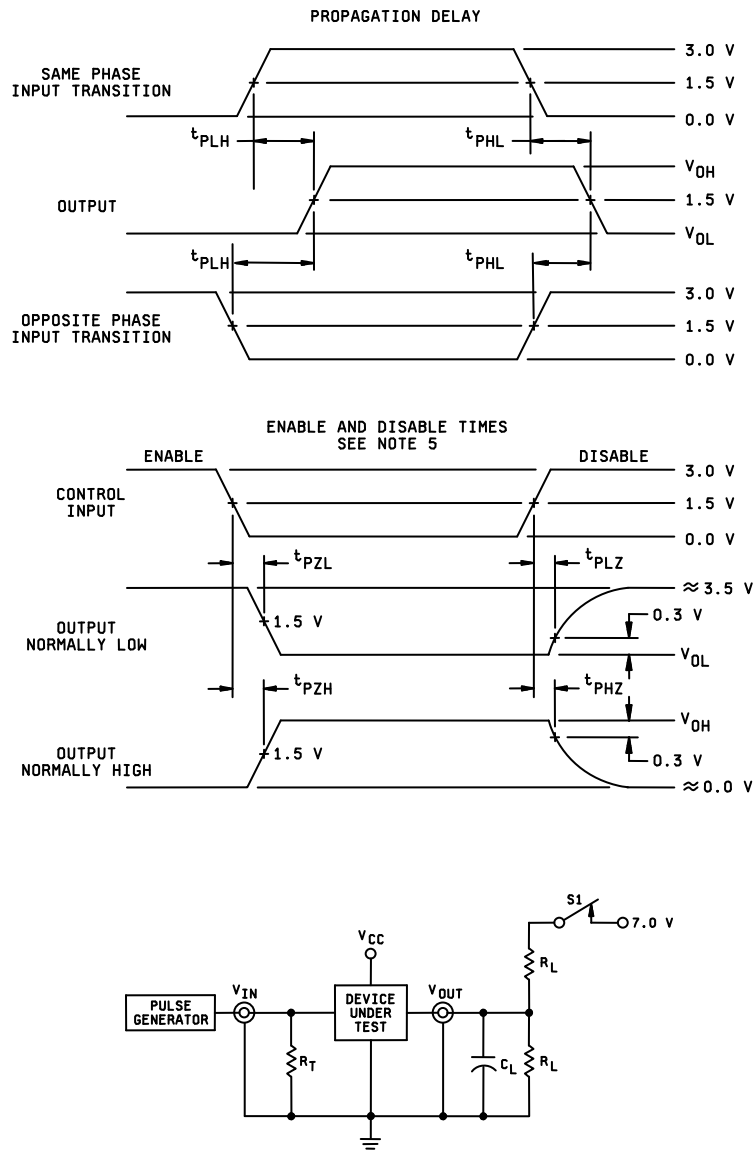 PROPAGATION DELAY
SAME PHASE
INPUT TRANSITION
3.0 V
1.5 V
0.0 V
tPLH
tPHL
OUTPUT
VOH
1.5 V
VOL
tPLH
tPHL
OPPOSITE PHASE
INPUT TRANSITION
3.0 V
1.5 V
0.0 V
ENABLE AND DISABLE TIMES
SEE NOTE 5
ENABLE
DISABLE
CONTROL
INPUT
3.0 V
1.5 V
0.0 V
tPZL
tPLZ
≈3.5 V
0.3 V
OUTPUT
NORMALLY LOW
1.5 V
VOL
tPZH
tPHZ
VOH
OUTPUT
NORMALLY HIGH
1.5 V
0.3 V
≈0.0 V
S1
7.0 V
VCC
RL
PULSE
GENERATOR
VIN
DEVICE
UNDER
TEST
VOUT
RT
CL
RL